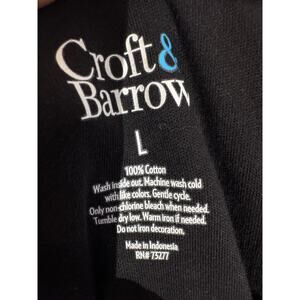 Croft &
Barrow
L
100% Cotton
Wash inside out. Machine wash cold
with like colors. Gentle cycle.
Only non-chlorine bleach when needed.
Tumble dry low. Warm iron if needed.
Do not iron decoration.
Made in Indonesia
RN# 73277